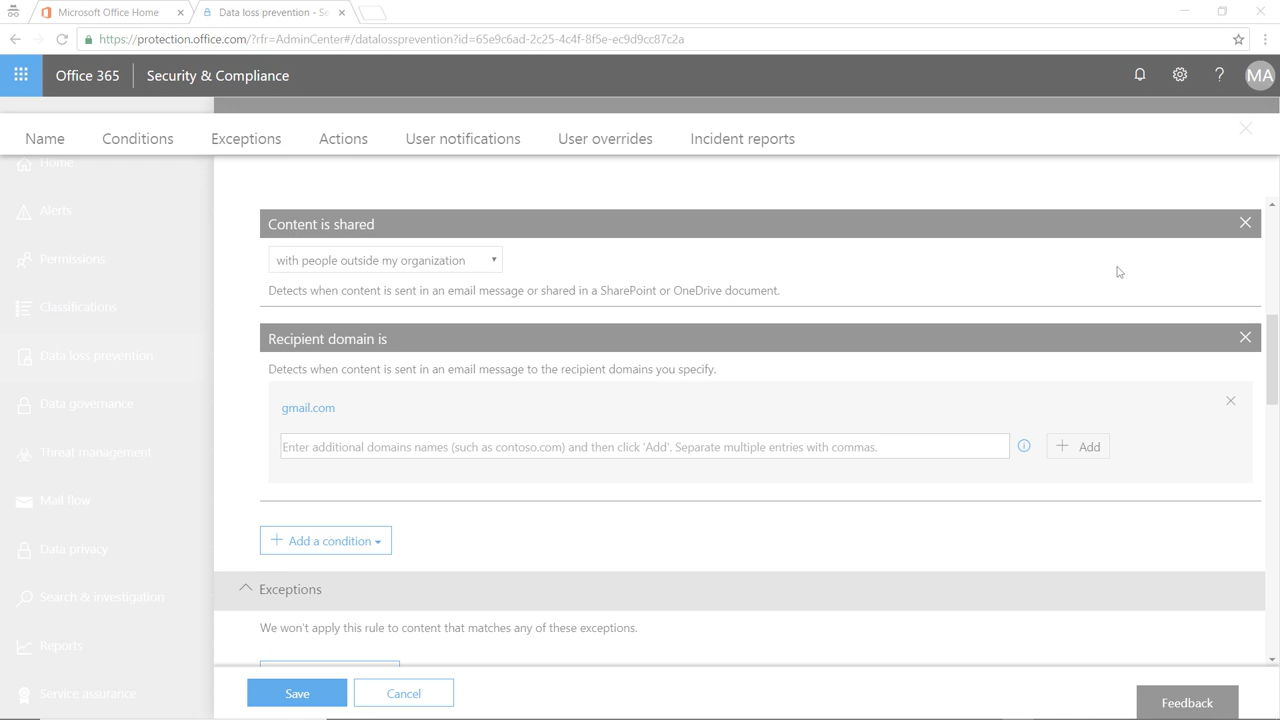 Microsoft Office Home
Data loss prevention - Se
https://protection.office.com/?rfr=AdminCenter#/datalossprevention?id=65e9c6ad-2c25-4c4f-8f5e-ec9d9cc87c2a
Office 365
Security & Compliance
MA
Name
Conditions
Exceptions
Actions
User notifications
User overrides
Incident reports
Home
Alerts
Permissions
Classifications
Data loss prevention
Data governance
Threat management
Mail flow
Data privacy
Search & investigation
Reports
Service assurance
Content is shared
with people outside my organization
Detects when content is sent in an email message or shared in a SharePoint or OneDrive document.
Recipient domain is
Detects when content is sent in an email message to the recipient domains you specify.
gmail.com
Enter additional domains names (such as contoso.com) and then click 'Add'. Separate multiple entries with commas.
Add
Add a condition
Exceptions
We won't apply this rule to content that matches any of these exceptions.
Save
Cancel
Feedback